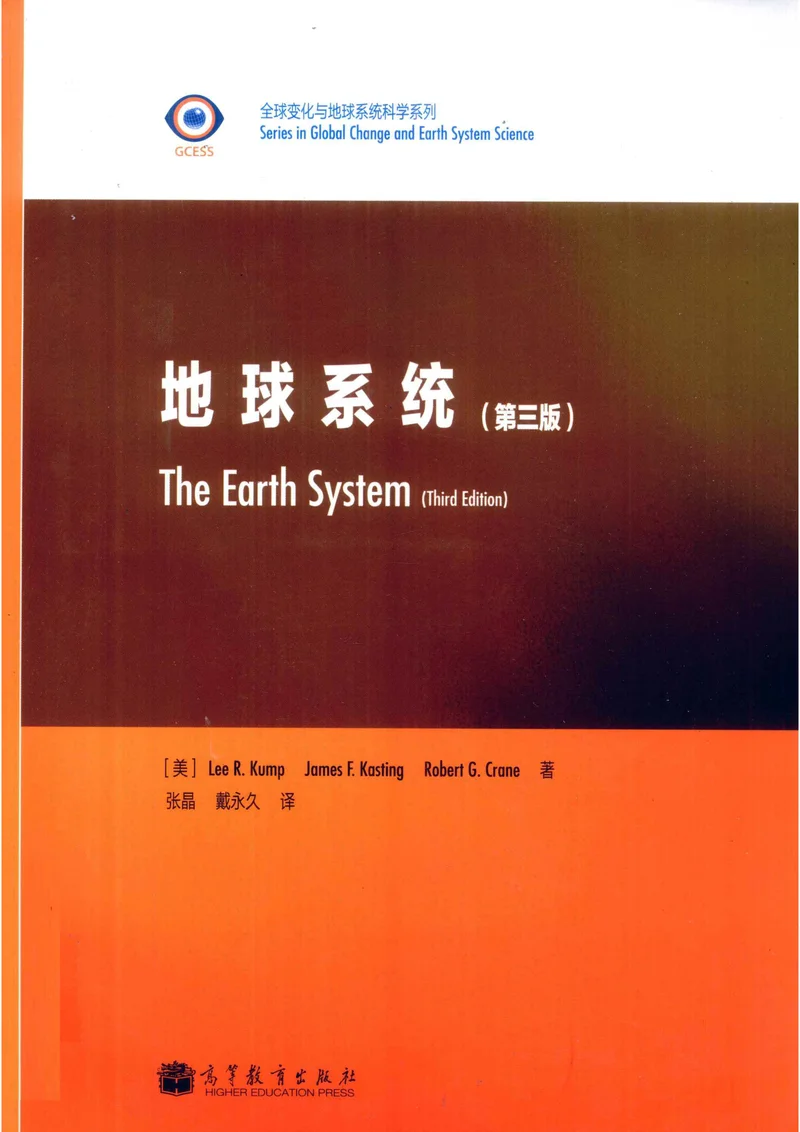 全球变化与地球系统科学系列
Series in Global Change and Earth System Science
GCESS
地球系统 (第三版)
The Earth System (Third Edition)
[美] Lee R. Kump James F. Kasting Robert G. Crane 著
张晶 戴永久 译
高等教育出版社
HIGHER EDUCATION PRESS